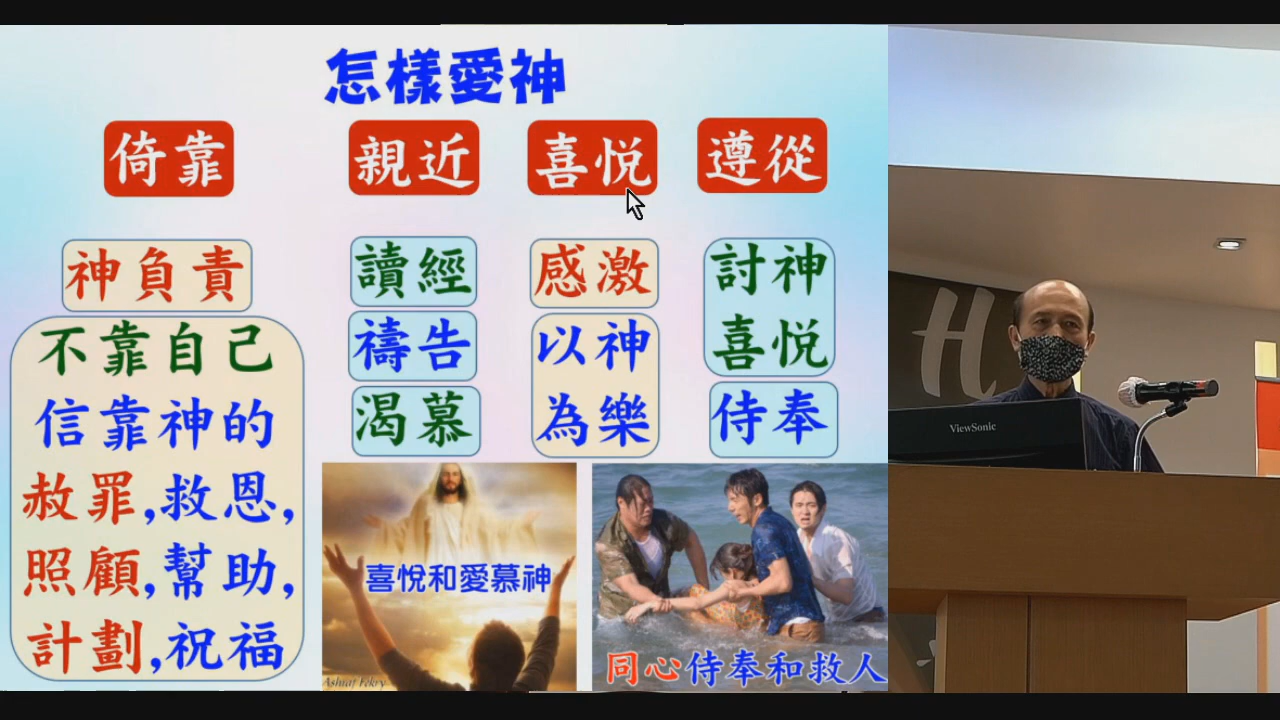 怎樣愛神
倚靠
親近
喜悅
遵從
神負責
不靠自己
信靠神的
赦罪,救恩,
照顧,幫助,
計劃,祝福
讀經
禱告
渴慕
感激
以神
為樂
討神
喜悅
侍奉
喜悅和愛慕神
Ashraf Fekry
同心侍奉和救人
H
ViewSonic